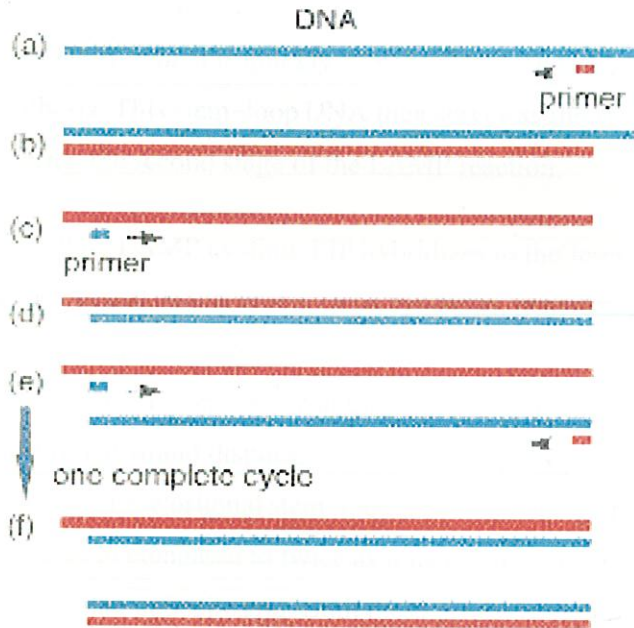 DNA
(a)
primer
(b)
(c)
primer
(d)
(e)
one complete cycle
(f)